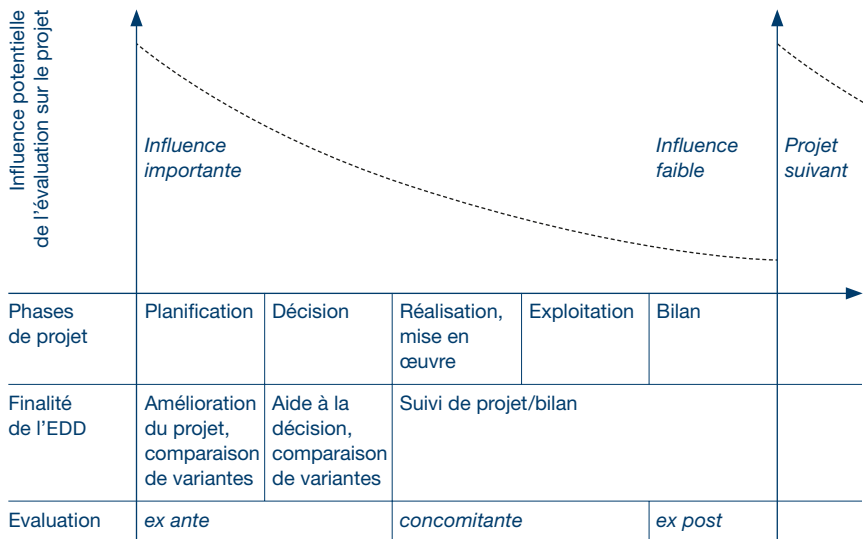 Influence potentielle
de l'évaluation sur le projet
Influence
importante
Influence
faible
Projet
suivant
Phases
de projet
Planification
Décision
Réalisation,
mise en
œuvre
Exploitation
Bilan
Finalité
de l'EDD
Amélioration
du projet,
comparaison
de variantes
Aide à la
décision,
comparaison
de variantes
Suivi de projet/bilan
Evaluation
ex ante
concomitante
ex post